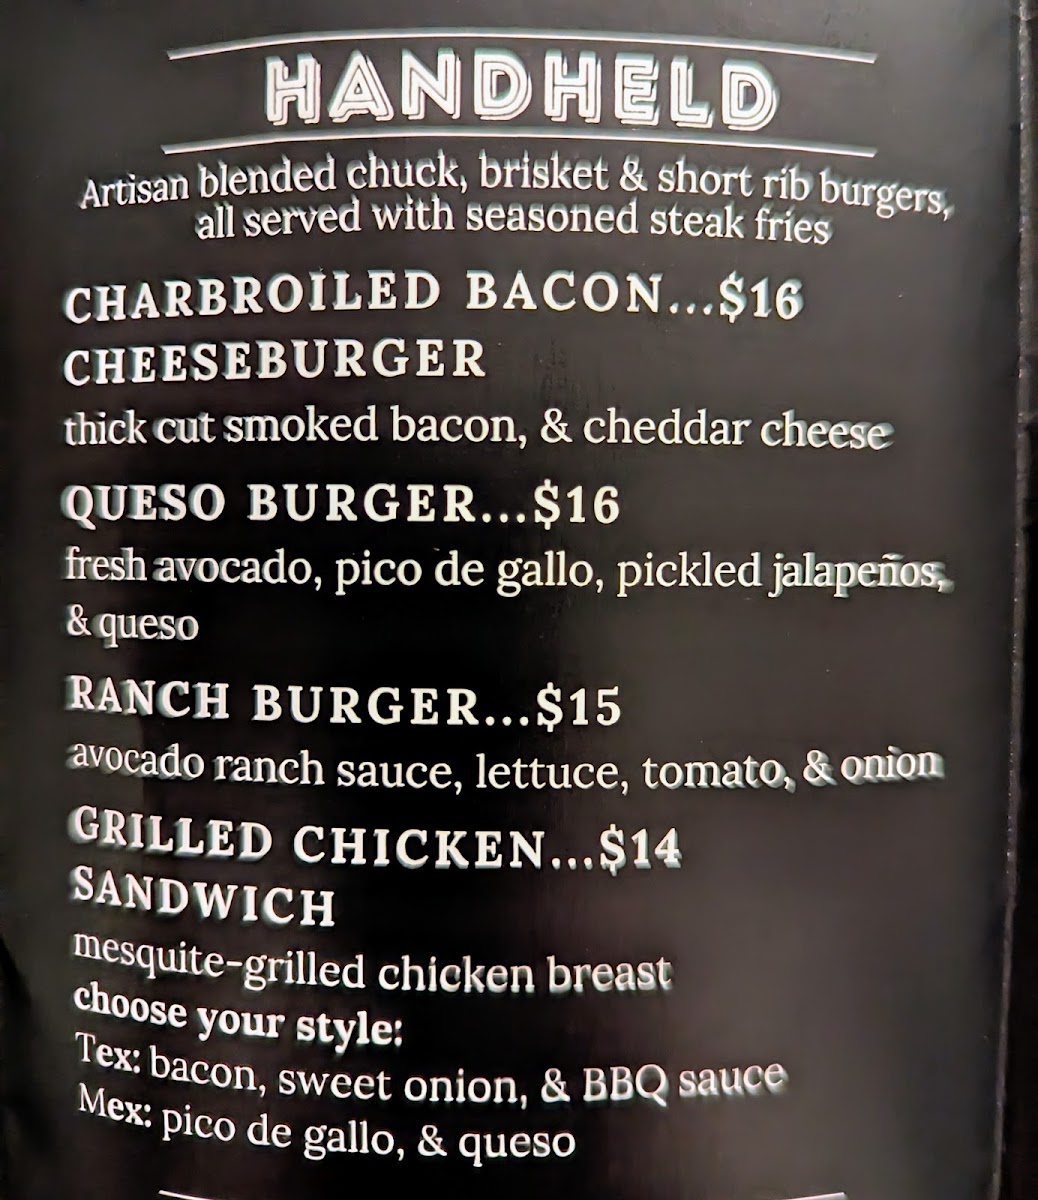 HANDHELD
Artisan blended chuck, brisket & short rib burgers,
all served with seasoned steak fries
CHARBROILED BACON...$16
CHEESEBURGER
thick cut smoked bacon, & cheddar cheese
QUESO BURGER...$16
fresh avocado, pico de gallo, pickled jalapeños,
& queso
RANCH BURGER...$15
avocado ranch sauce, lettuce, tomato, & onion
GRILLED CHICKEN...$14
SANDWICH
mesquite-grilled chicken breast
choose your style:
Tex: bacon, sweet onion, & BBQ sauce
Mex: pico de gallo, & queso